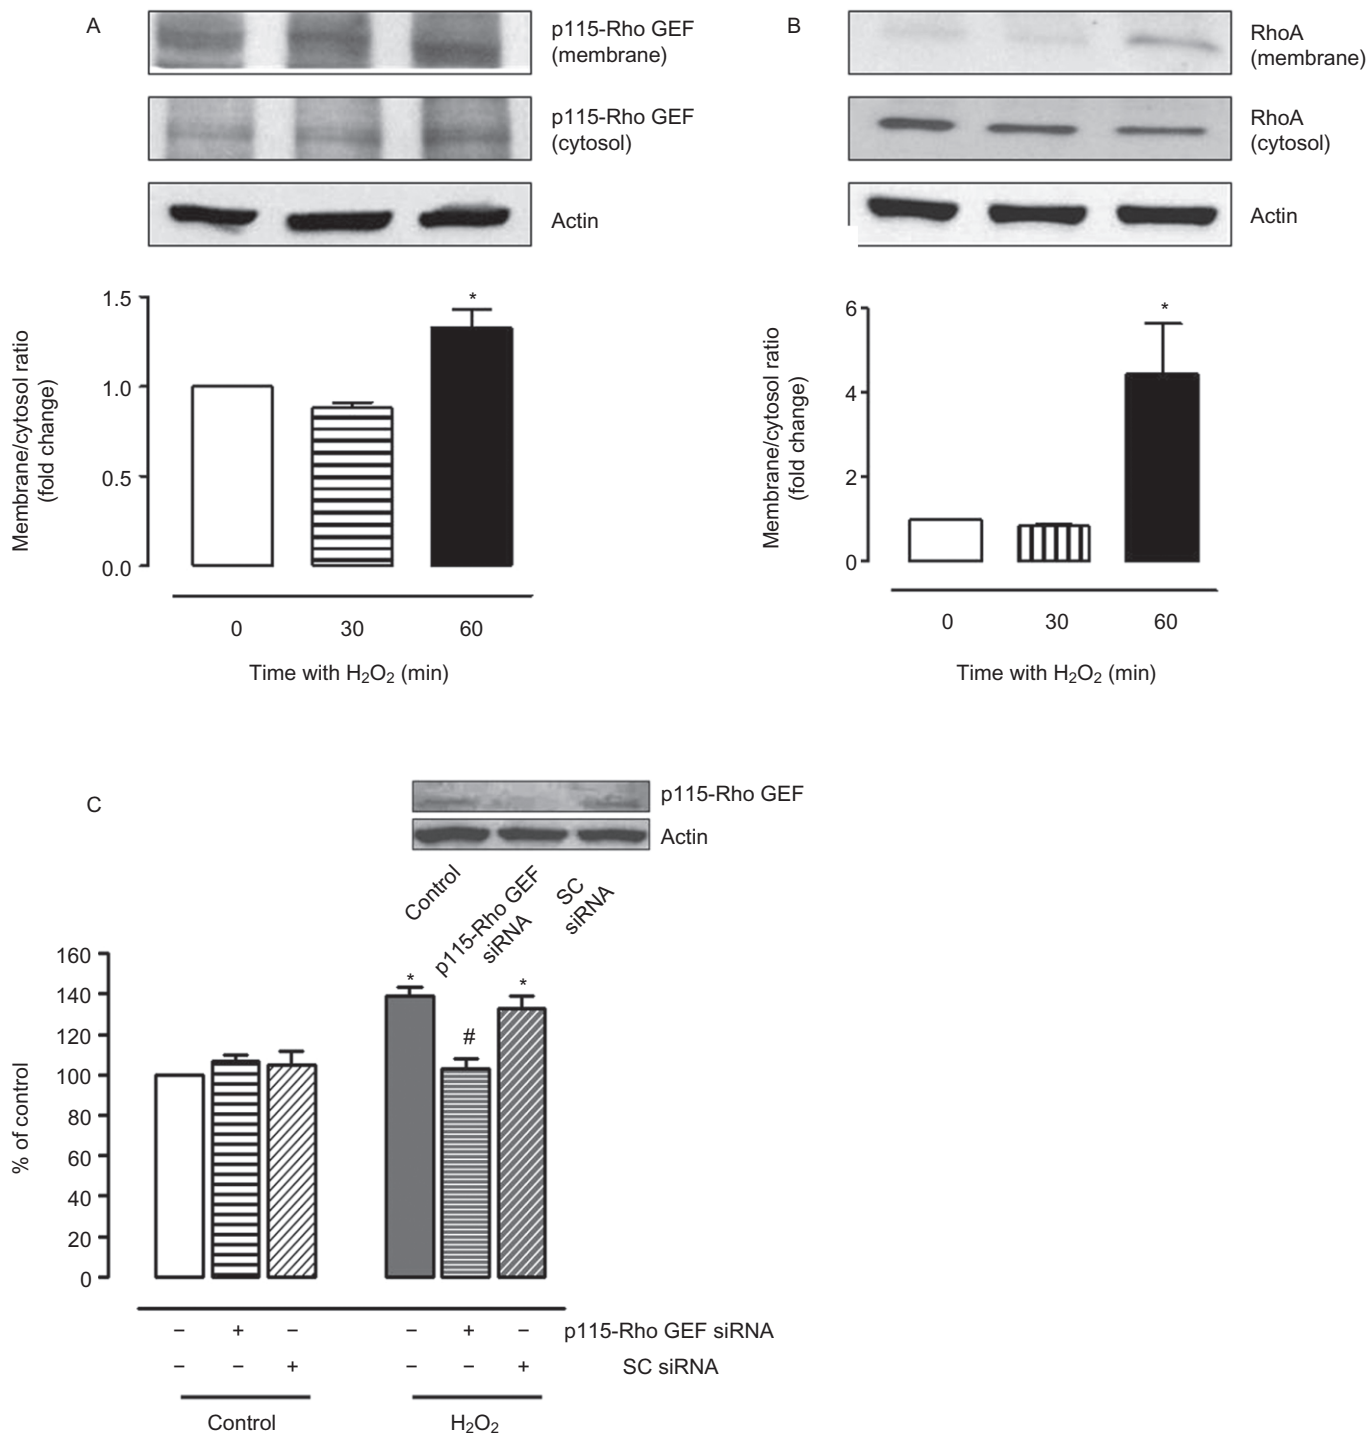 A
p115-Rho GEF
(membrane)
p115-Rho GEF
(cytosol)
Actin
1.5
1.0
0.5
0.0
Membrane/cytosol ratio
(fold change)
*
0 30 60
Time with H₂O₂ (min)
B
RhoA
(membrane)
RhoA
(cytosol)
Actin
6
4
2
0
Membrane/cytosol ratio
(fold change)
*
0 30 60
Time with H₂O₂ (min)
C
p115-Rho GEF
Actin
Control
p115-Rho GEF
siRNA
SC
siRNA
160
140
120
100
80
60
40
20
0
% of control
* # *
− + − − + − p115-Rho GEF siRNA
− − + − − + SC siRNA
Control H₂O₂